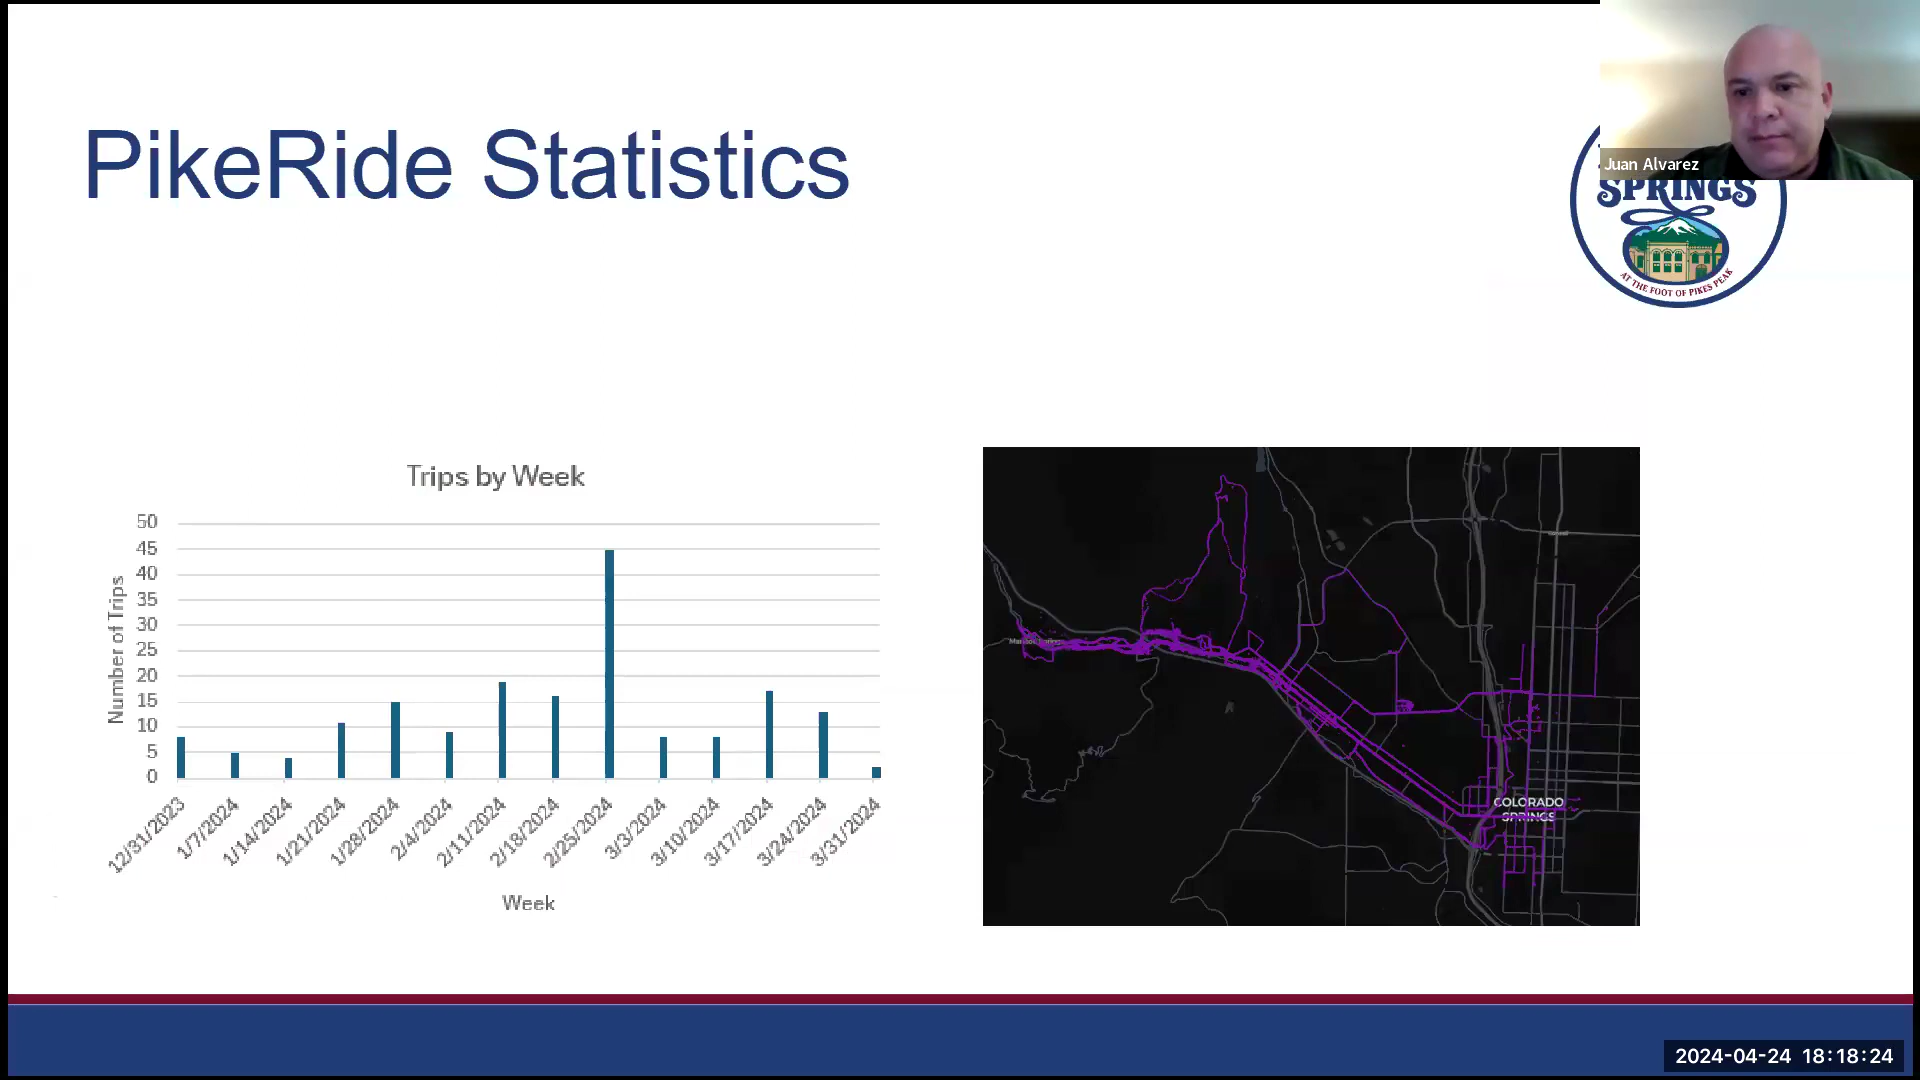 PikeRide Statistics
Juan Alvarez
SPRINGS
AT THE FOOT OF PIKES PEAK
Trips by Week
Number of Trips
50
45
40
35
30
25
20
15
10
5
0
12/31/2023
1/7/2024
1/14/2024
1/21/2024
1/28/2024
2/4/2024
2/11/2024
2/18/2024
2/25/2024
3/3/2024
3/10/2024
3/17/2024
3/24/2024
3/31/2024
Week
COLORADO
SPRINGS
2024-04-24 18:18:24